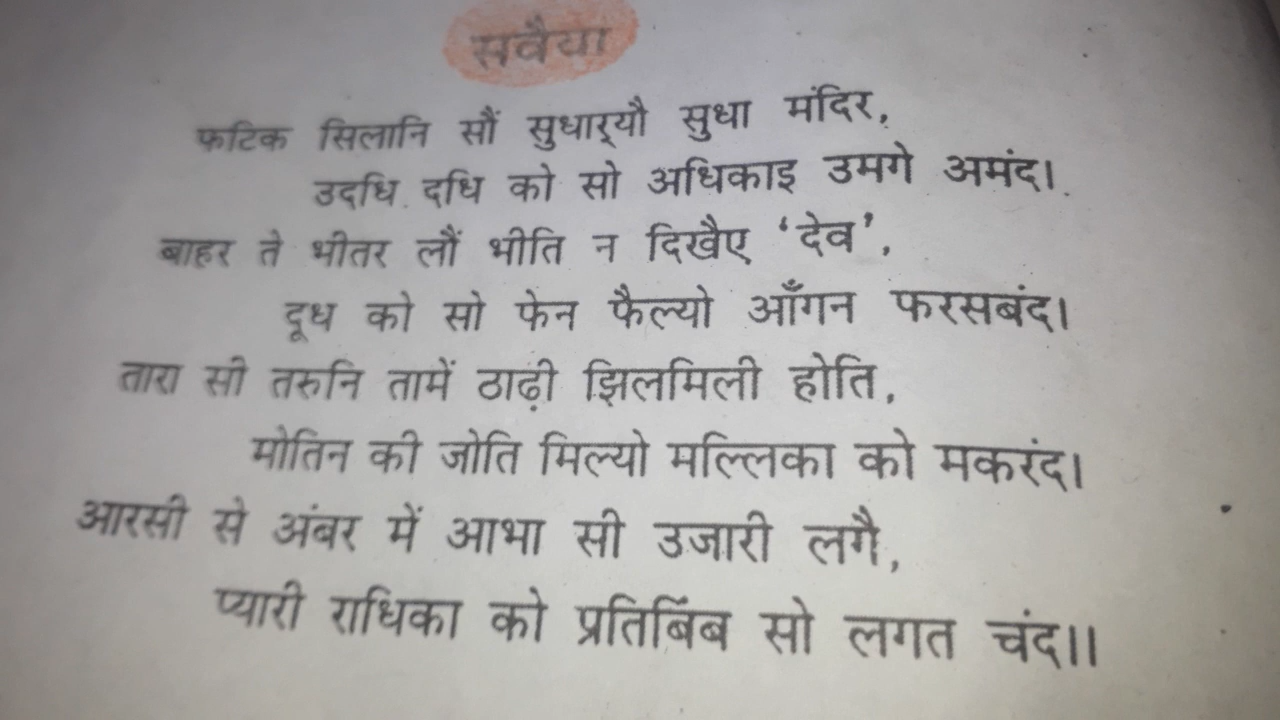 सवैया
फटिक सिलानि सौं सुधार्‌यौ सुधा मंदिर,
उदधि दधि को सो अधिकाइ उमगे अमंद।
बाहर ते भीतर लौं भीति न दिखैए ‘देव’,
दूध को सो फेन फैल्यो आँगन फरसबंद।
तारा सी तरुनि तामें ठाढ़ी झिलमिली होति,
मोतिन की जोति मिल्यो मल्लिका को मकरंद।
आरसी से अंबर में आभा सी उजारी लगै,
प्यारी राधिका को प्रतिबिंब सो लगत चंद।।